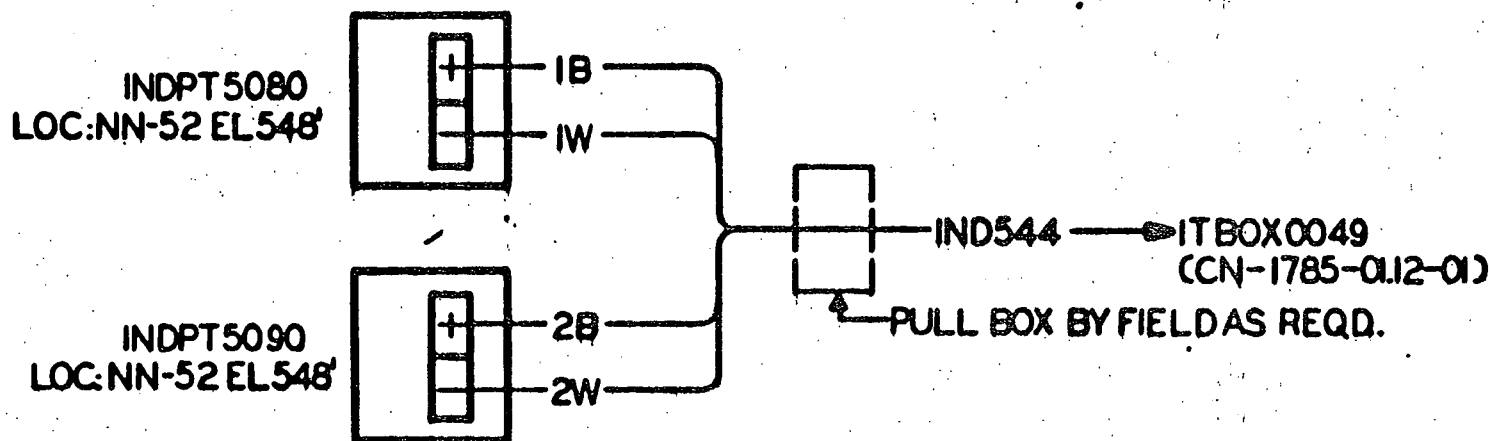 INDPT5080
LOC:NN-52 EL548'
+
-
1B
1W
INDPT5090
LOC:NN-52 EL548'
+
-
2B
2W
IND544
ITBOX0049
(CN-1785-01.12-01)
PULL BOX BY FIELD AS REQD.